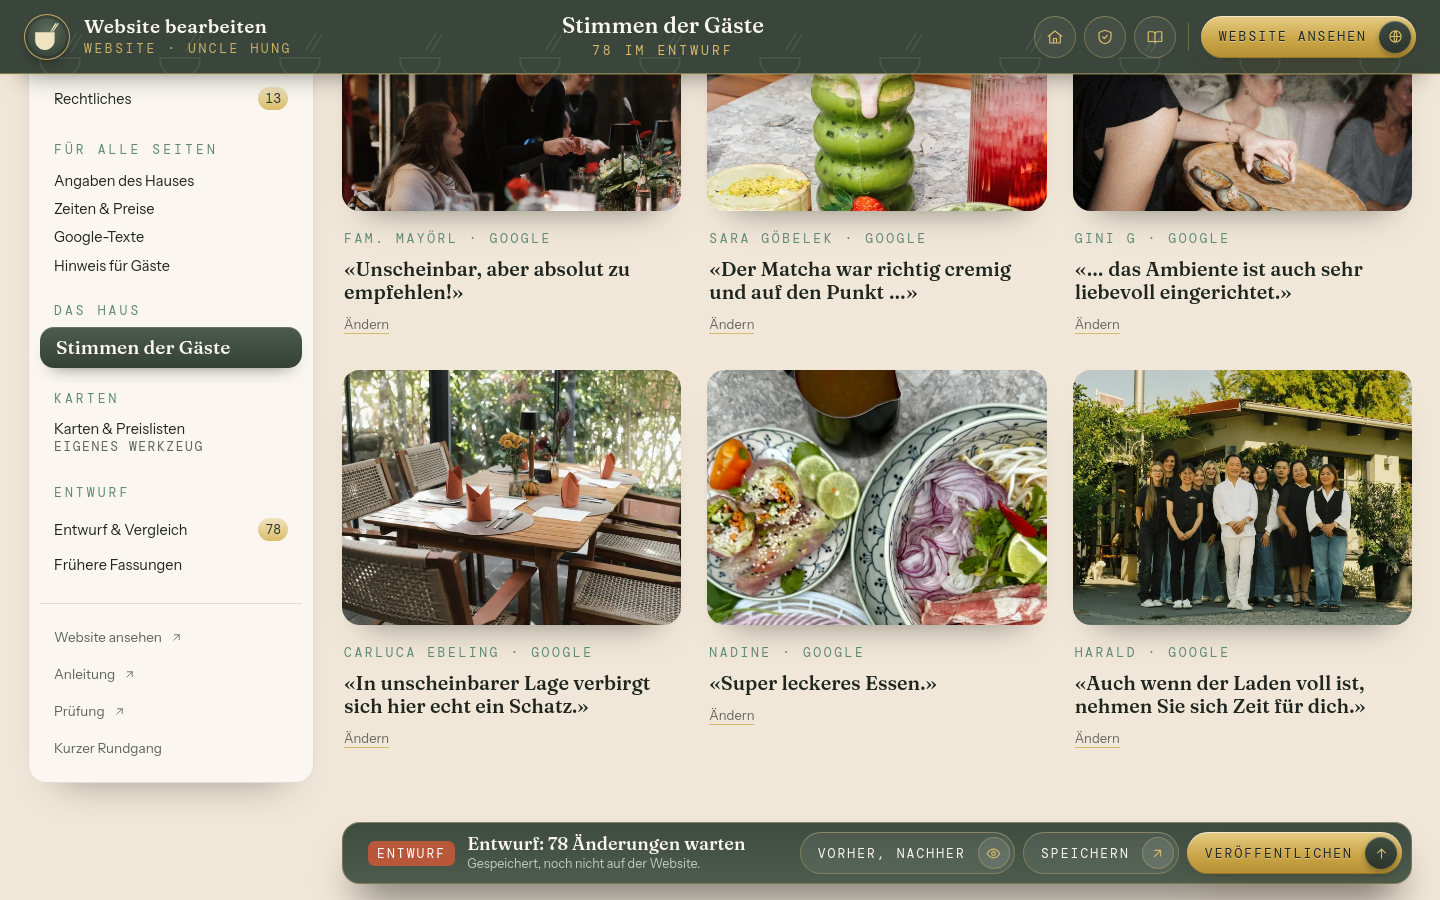 Website bearbeiten
WEBSITE · UNCLE HUNG
Stimmen der Gäste
78 IM ENTWURF
WEBSITE ANSEHEN
Rechtliches 13
FÜR ALLE SEITEN
Angaben des Hauses
Zeiten & Preise
Google-Texte
Hinweis für Gäste
DAS HAUS
Stimmen der Gäste
KARTEN
Karten & Preislisten
EIGENES WERKZEUG
ENTWURF
Entwurf & Vergleich 78
Frühere Fassungen
Website ansehen
Anleitung
Prüfung
Kurzer Rundgang
FAM. MAYÖRL · GOOGLE
«Unscheinbar, aber absolut zu
empfehlen!»
Ändern
SARA GÖBELEK · GOOGLE
«Der Matcha war richtig cremig
und auf den Punkt ...»
Ändern
GINI G · GOOGLE
«... das Ambiente ist auch sehr
liebevoll eingerichtet.»
Ändern
CARLUCA EBELING · GOOGLE
«In unscheinbarer Lage verbirgt
sich hier echt ein Schatz.»
Ändern
NADINE · GOOGLE
«Super leckeres Essen.»
Ändern
HARALD · GOOGLE
«Auch wenn der Laden voll ist,
nehmen Sie sich Zeit für dich.»
Ändern
ENTWURF
Entwurf: 78 Änderungen warten
Gespeichert, noch nicht auf der Website.
VORHER, NACHHER
SPEICHERN
VERÖFFENTLICHEN